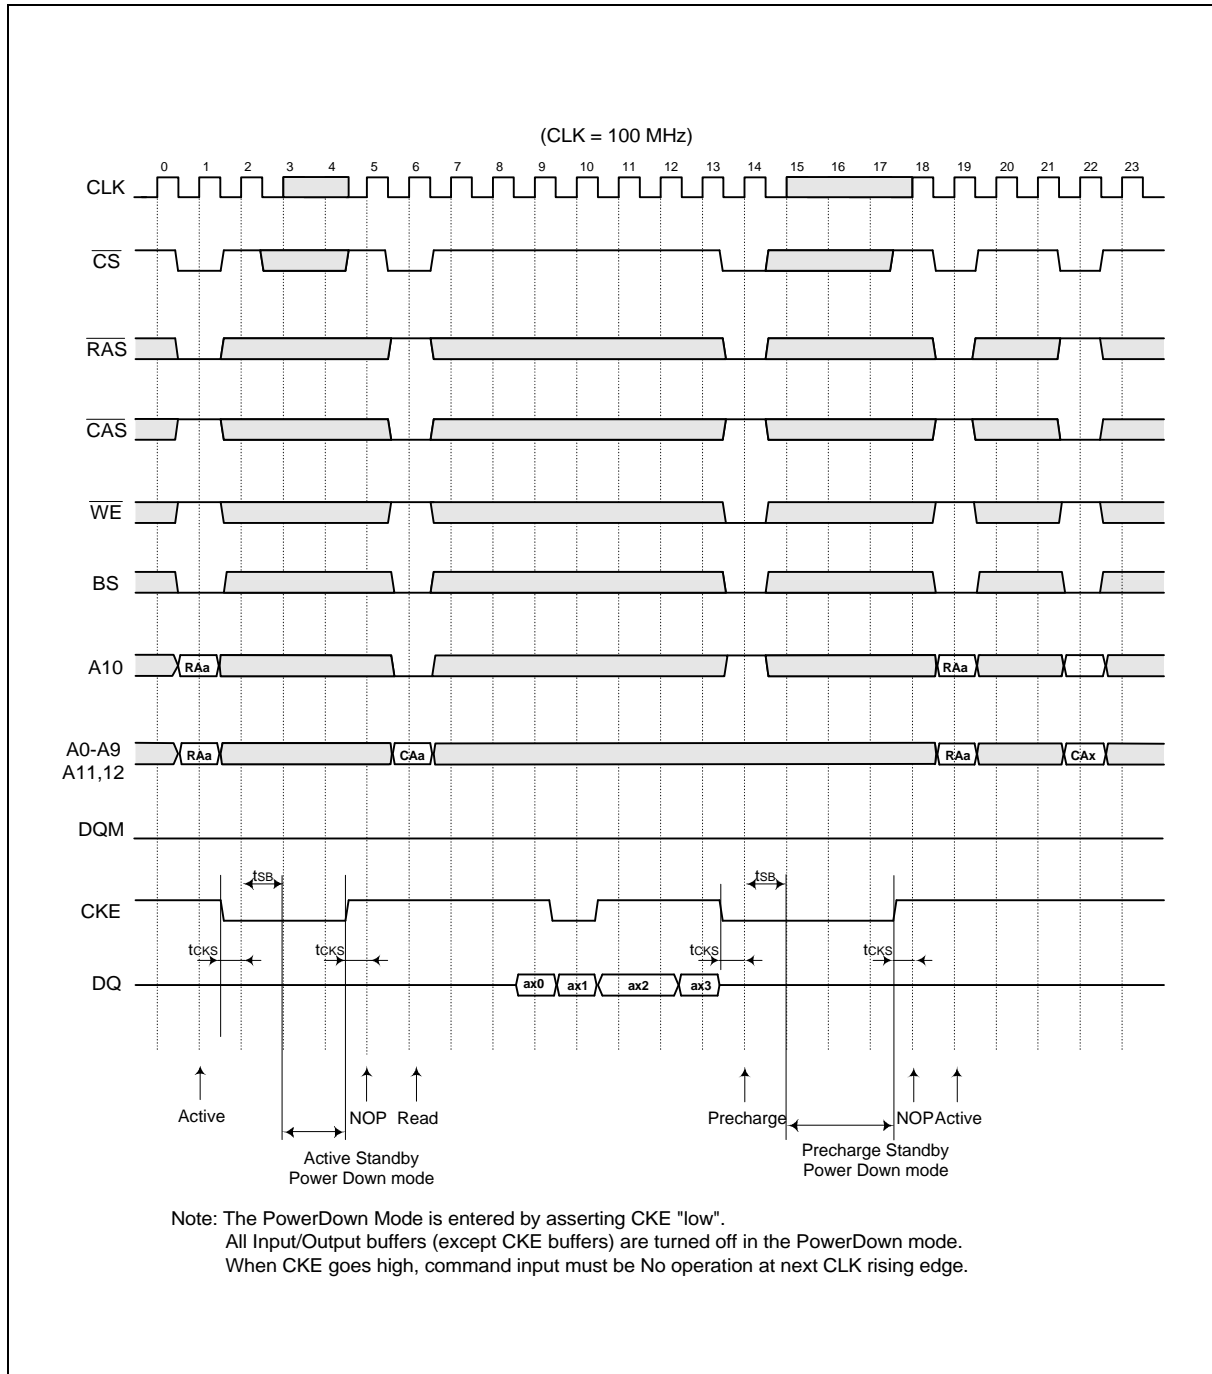 (CLK = 100 MHz)
0 1 2 3 4 5 6 7 8 9 10 11 12 13 14 15 16 17 18 19 20 21 22 23
CLK
CS
RAS
CAS
WE
BS
A10 RAa RAa
A0-A9
A11,12
RAa CAa RAa CAx
DQM
tSB tSB
CKE
tCKS tCKS tCKS tCKS
DQ ax0 ax1 ax2 ax3
Active NOP Read Precharge NOP Active
Active Standby
Power Down mode
Precharge Standby
Power Down mode
Note: The PowerDown Mode is entered by asserting CKE "low".
All Input/Output buffers (except CKE buffers) are turned off in the PowerDown mode.
When CKE goes high, command input must be No operation at next CLK rising edge.